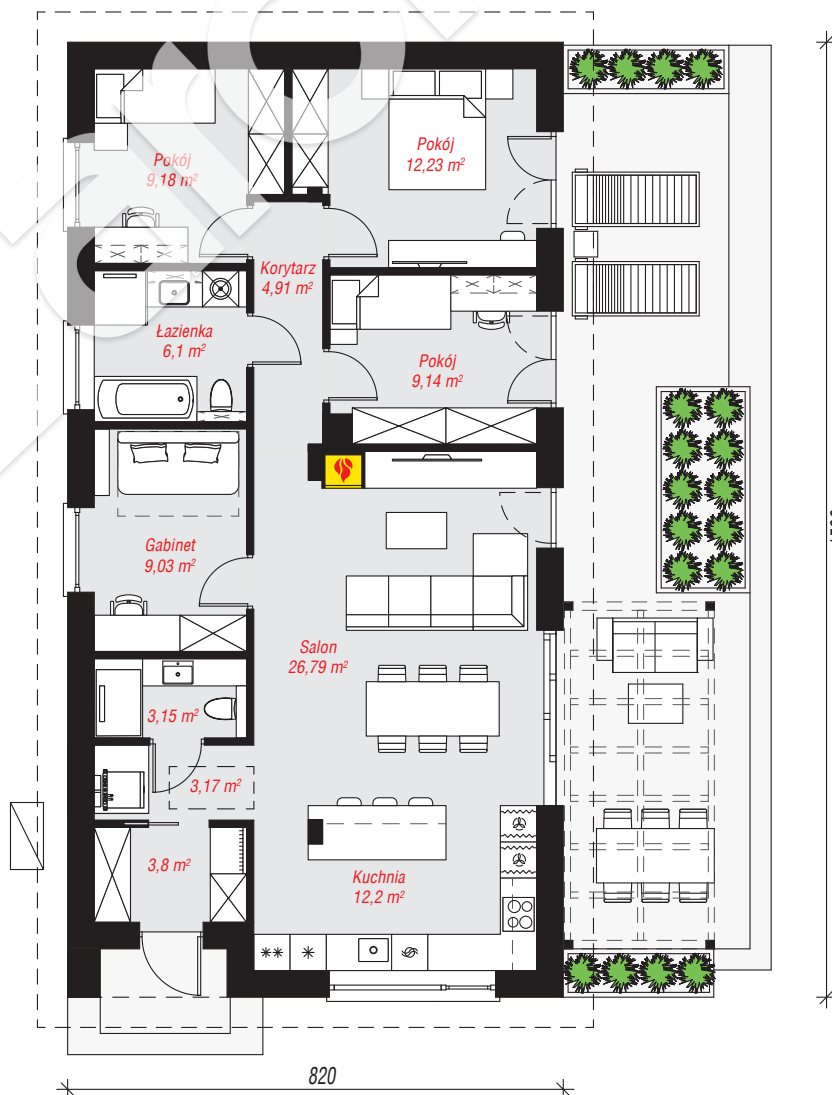 Pokój
9,18 m²
Pokój
12,23 m²
Korytarz
4,91 m²
Łazienka
6,1 m²
Pokój
9,14 m²
Gabinet
9,03 m²
Salon
26,79 m²
3,15 m²
3,17 m²
3,8 m²
Kuchnia
12,2 m²
820